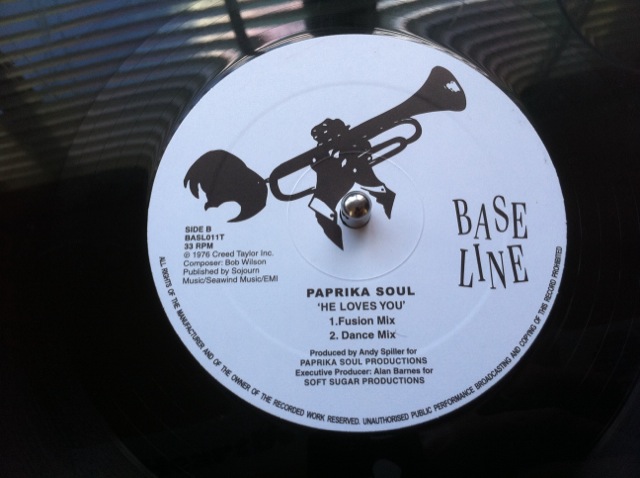 SIDE B
BASL011T
33 RPM
℗ 1976 Creed Taylor Inc.
Composer: Bob Wilson
Published by Sojourn
Music/Seawind Music/EMI
BASE
LINE
PAPRIKA SOUL
'HE LOVES YOU'
1.Fusion Mix
2. Dance Mix
Produced by Andy Spiller for
PAPRIKA SOUL PRODUCTIONS
Executive Producer: Alan Barnes for
SOFT SUGAR PRODUCTIONS
ALL RIGHTS OF THE MANUFACTURER AND OF THE OWNER OF THE RECORDED WORK RESERVED. UNAUTHORISED PUBLIC PERFORMANCE BROADCASTING AND COPYING OF THIS RECORD PROHIBITED